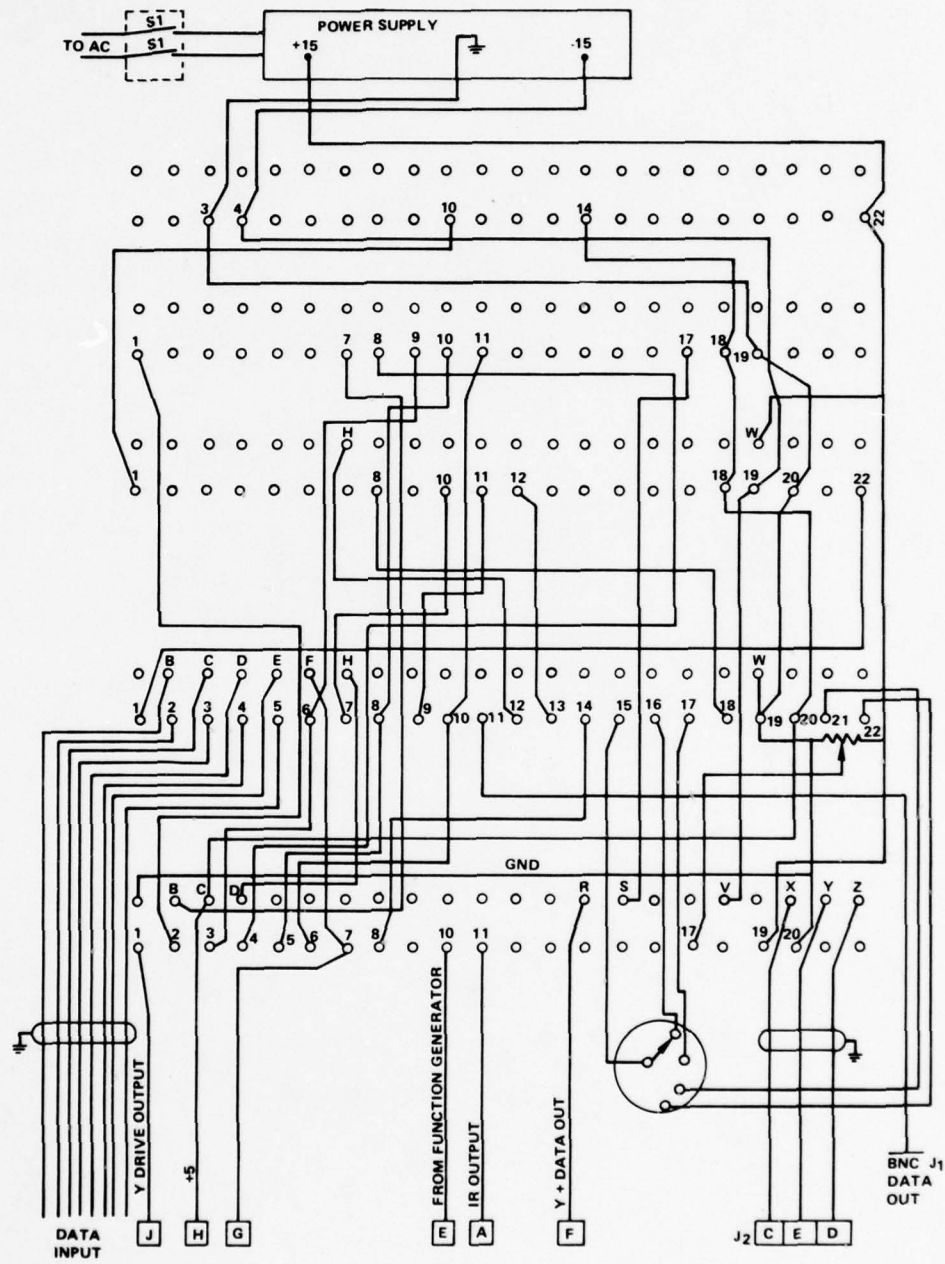 S1
POWER SUPPLY
TO AC
S1
+15
-15
3 4 10 14 22
1 7 8 9 10 11 17 18 19
H W
1 8 10 11 12 18 19 20 22
B C D E F H W
1 2 3 4 5 6 7 8 9 10 11 12 13 14 15 16 17 18 19 20 21 22
GND
B C D R S V X Y Z
1 2 3 4 5 6 7 8 10 11 17 19 20
Y DRIVE OUTPUT
+5
FROM FUNCTION GENERATOR
IR OUTPUT
Y + DATA OUT
BNC J1
DATA
OUT
DATA
INPUT
J H G E A F J2 C E D